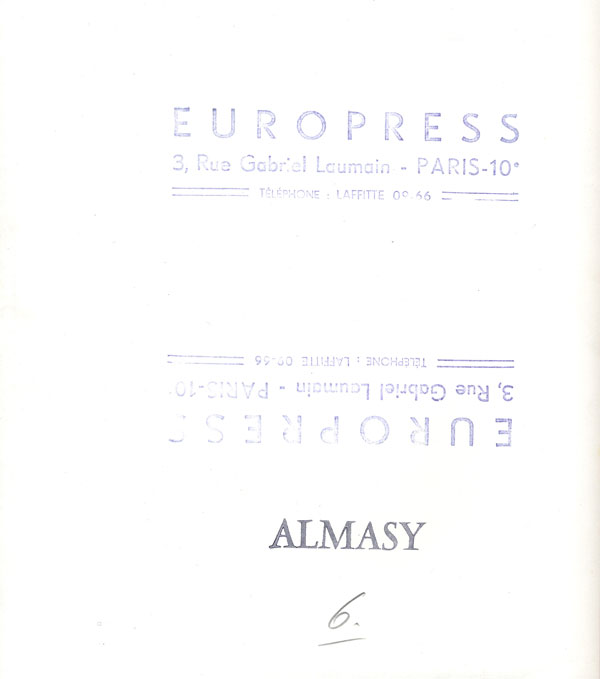 EUROPRESS
3, Rue Gabriel Laumain - PARIS-10°
TÉLÉPHONE : LAFFITTE 09.66
EUROPRESS
3, Rue Gabriel Laumain - PARIS-10°
TÉLÉPHONE : LAFFITTE 09.66
ALMASY
6.